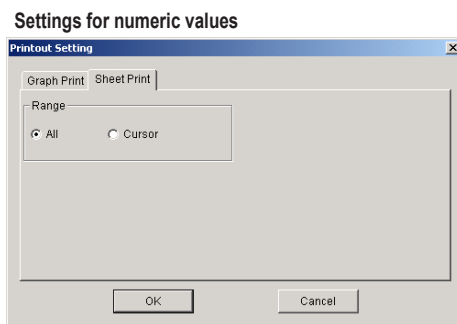 Settings for numeric values
Printout Setting
Graph Print Sheet Print
Range
All Cursor
OK Cancel